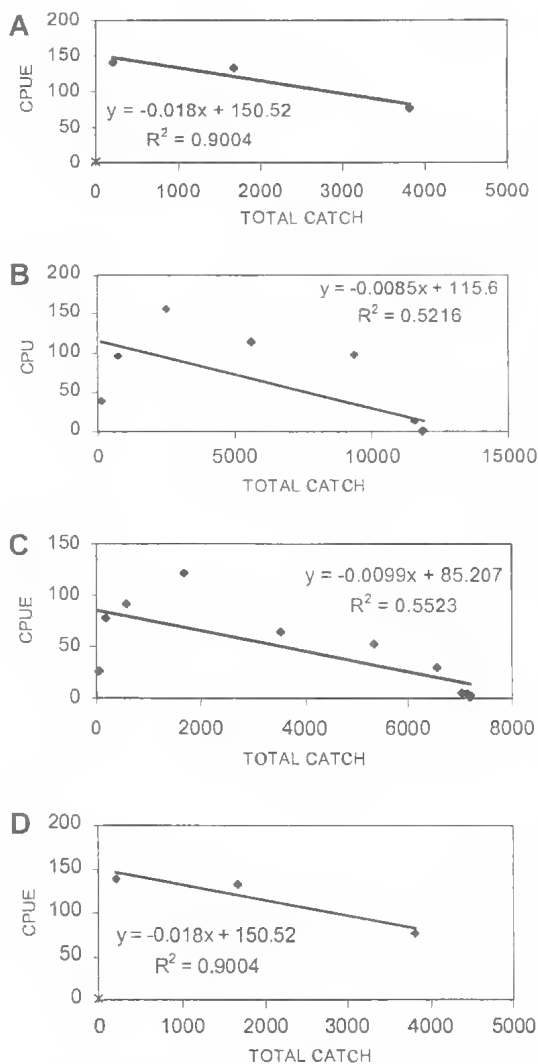 A
CPUE
200
150
100
50
0
y = -0.018x + 150.52
R² = 0.9004
0 1000 2000 3000 4000 5000
TOTAL CATCH
B
CPU
200
150
100
50
0
y = -0.0085x + 115.6
R² = 0.5216
0 5000 10000 15000
TOTAL CATCH
C
CPUE
150
100
50
0
y = -0.0099x + 85.207
R² = 0.5523
0 2000 4000 6000 8000
TOTAL CATCH
D
CPUE
200
150
100
50
0
y = -0.018x + 150.52
R² = 0.9004
0 1000 2000 3000 4000 5000
TOTAL CATCH